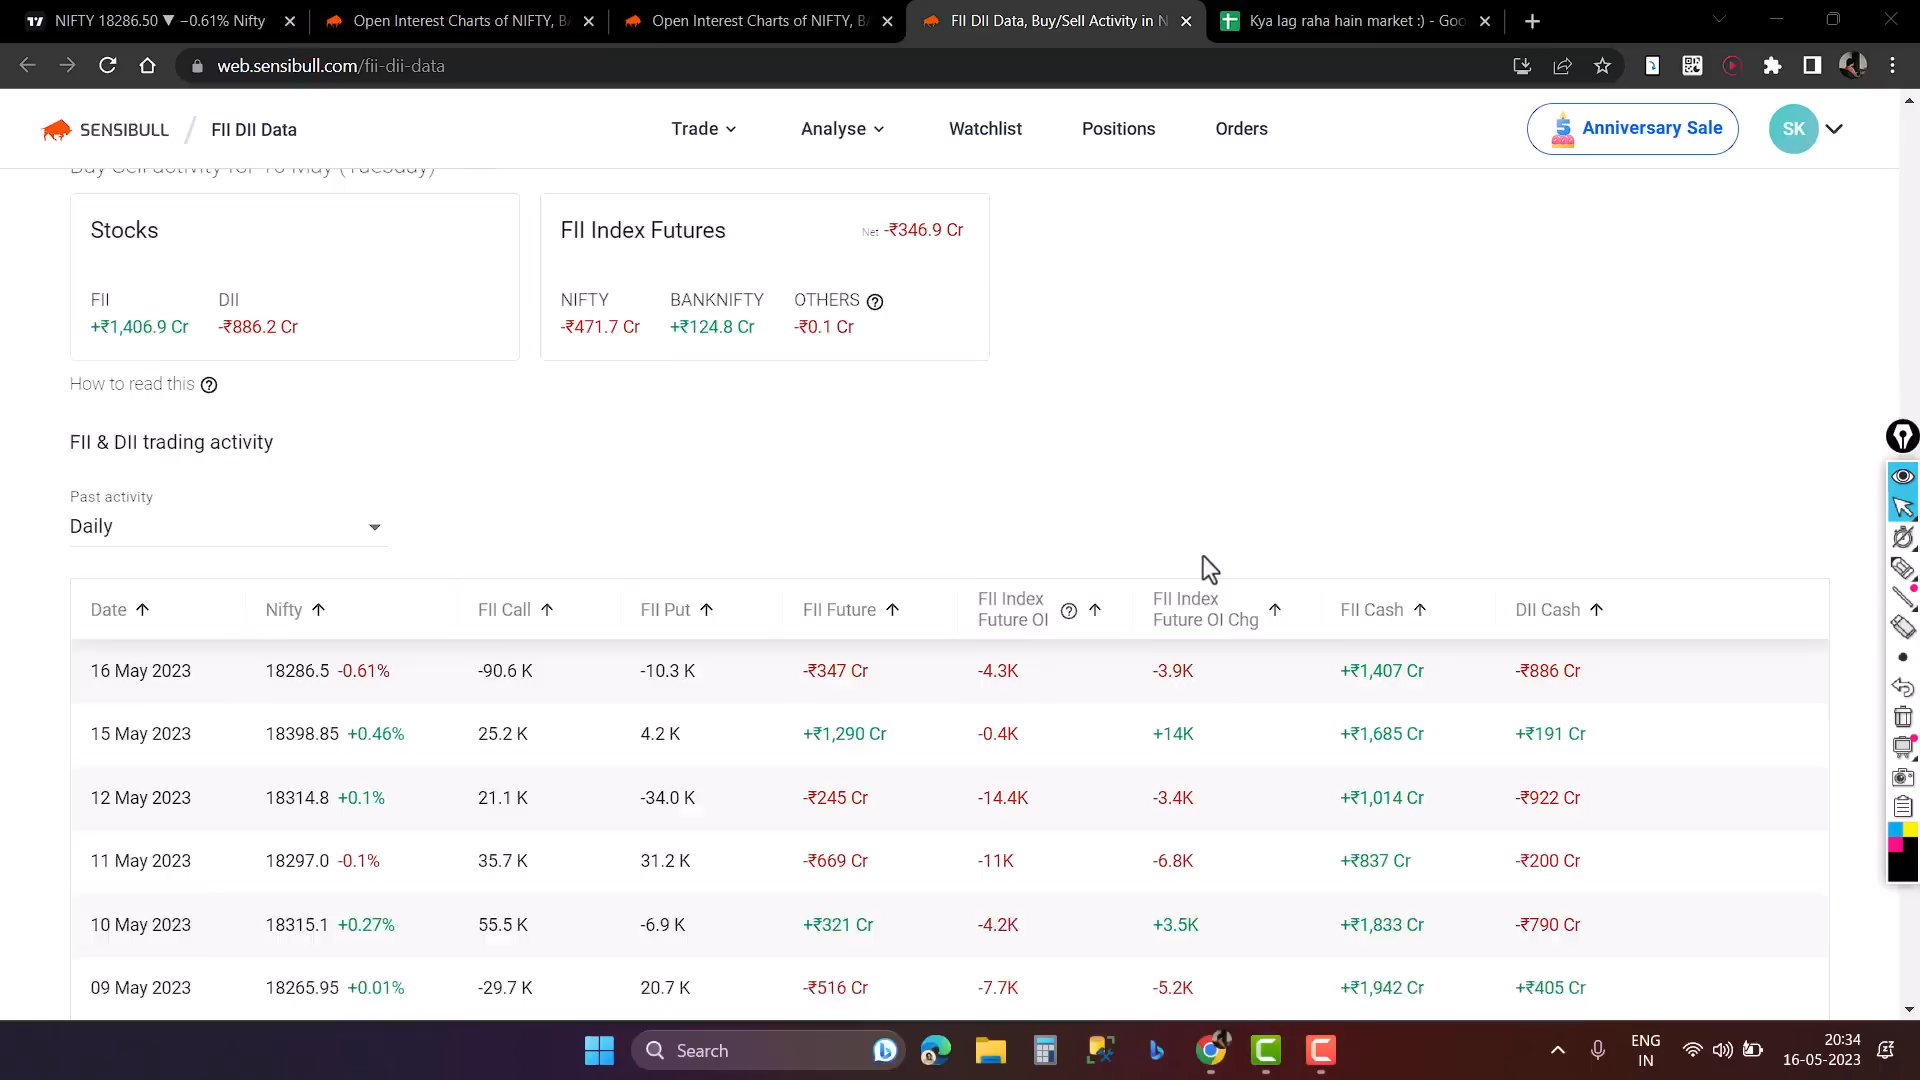 NIFTY 18286.50 ▼ −0.61% Nifty
Open Interest Charts of NIFTY, BA
Open Interest Charts of NIFTY, BA
FII DII Data, Buy/Sell Activity in N
Kya lag raha hain market :) - Goo
web.sensibull.com/fii-dii-data
SENSIBULL / FII DII Data
Trade
Analyse
Watchlist
Positions
Orders
5
Anniversary Sale
SK
Buy Sell activity for 16 May (Tuesday)
Stocks
FII DII
+₹1,406.9 Cr -₹886.2 Cr
FII Index Futures Net -₹346.9 Cr
NIFTY BANKNIFTY OTHERS ?
-₹471.7 Cr +₹124.8 Cr -₹0.1 Cr
How to read this ?
FII & DII trading activity
Past activity
Daily
Date ↑ Nifty ↑ FII Call ↑ FII Put ↑ FII Future ↑ FII Index Future OI ? ↑ FII Index Future OI Chg ↑ FII Cash ↑ DII Cash ↑
16 May 2023 18286.5 -0.61% -90.6 K -10.3 K -₹347 Cr -4.3K -3.9K +₹1,407 Cr -₹886 Cr
15 May 2023 18398.85 +0.46% 25.2 K 4.2 K +₹1,290 Cr -0.4K +14K +₹1,685 Cr +₹191 Cr
12 May 2023 18314.8 +0.1% 21.1 K -34.0 K -₹245 Cr -14.4K -3.4K +₹1,014 Cr -₹922 Cr
11 May 2023 18297.0 -0.1% 35.7 K 31.2 K -₹669 Cr -11K -6.8K +₹837 Cr -₹200 Cr
10 May 2023 18315.1 +0.27% 55.5 K -6.9 K +₹321 Cr -4.2K +3.5K +₹1,833 Cr -₹790 Cr
09 May 2023 18265.95 +0.01% -29.7 K 20.7 K -₹516 Cr -7.7K -5.2K +₹1,942 Cr +₹405 Cr
Search
ENG
IN
20:34
16-05-2023